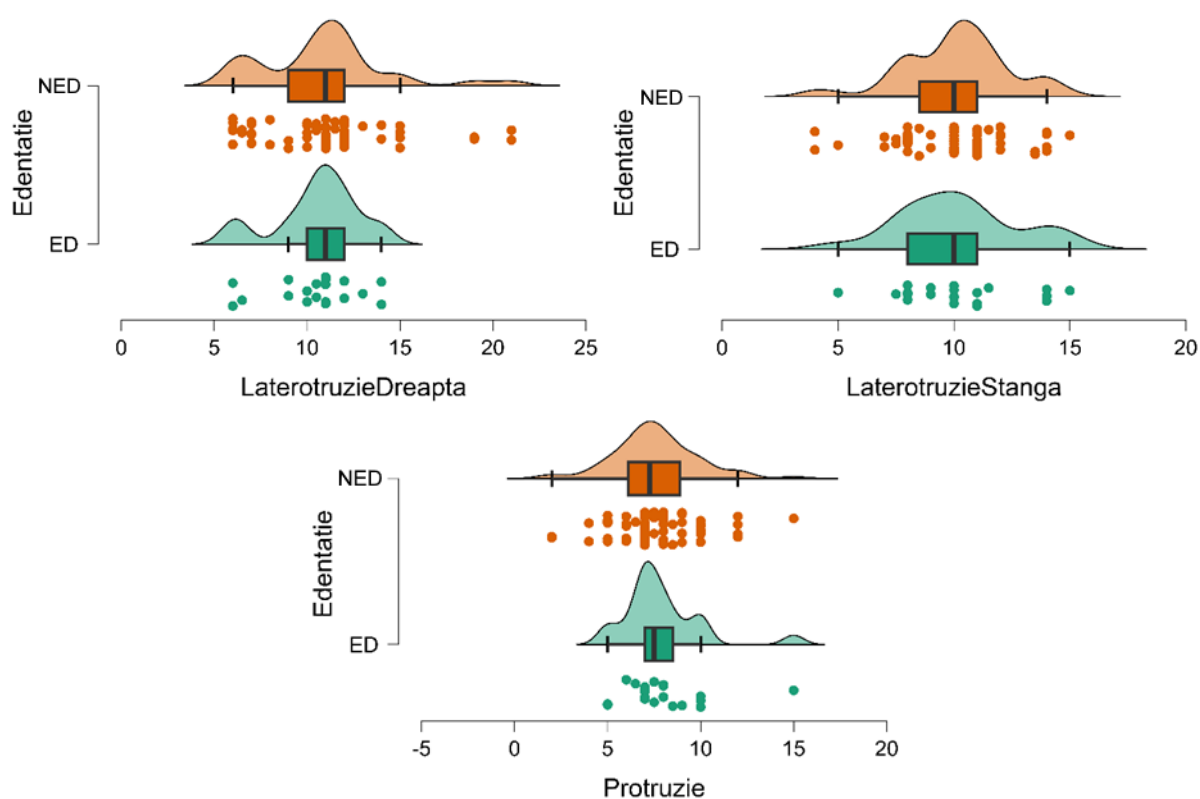 NED
ED
Edentatie
0 5 10 15 20 25
LaterotruzieDreapta
NED
ED
Edentatie
0 5 10 15 20
LaterotruzieStanga
NED
ED
Edentatie
-5 0 5 10 15 20
Protruzie